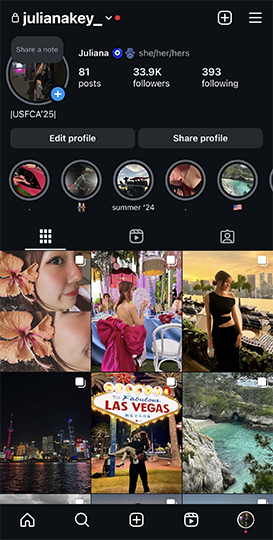 julianakey_
Share a note
Juliana 🧿🪬 she/her/hers
81 33.9K 393
posts followers following
|USFCA'25|
Edit profile Share profile
. 👯‍♀️ summer '24 . 🇺🇸
WELCOME
TO Fabulous
LAS VEGAS
NEVADA